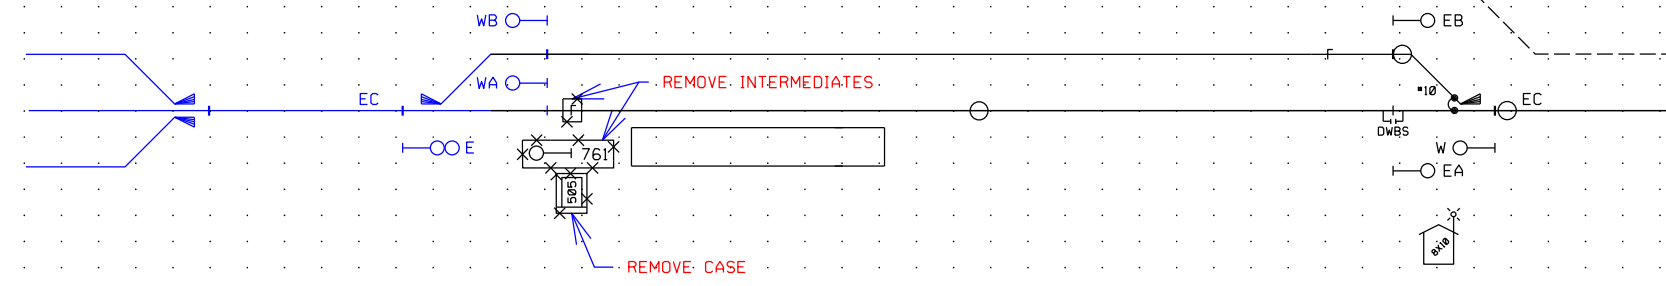 WB
EB
WA
REMOVE INTERMEDIATES
EC
#10
EC
DWBS
E
761
W
EA
505
8X10
REMOVE CASE